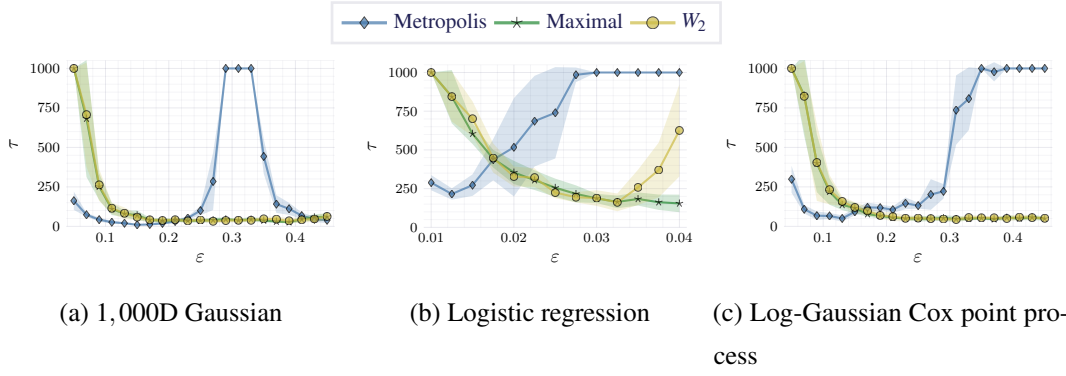 Metropolis Maximal W₂
1000
750
500
250
0
τ
0.1 0.2 0.3 0.4
ε
(a) 1,000D Gaussian
1000
750
500
250
0
τ
0.01 0.02 0.03 0.04
ε
(b) Logistic regression
1000
750
500
250
0
τ
0.1 0.2 0.3 0.4
ε
(c) Log-Gaussian Cox point pro-
cess